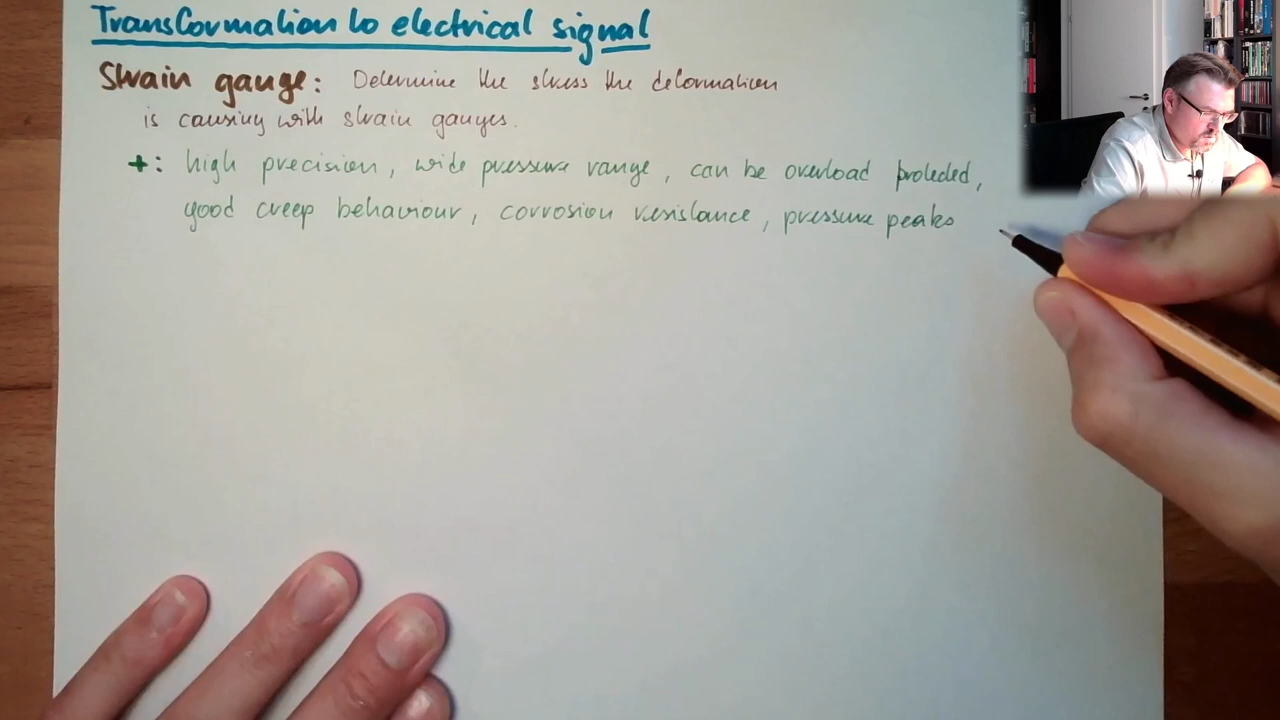 Transformation to electrical signal
Strain gauge: Determine the stress the deformation
is causing with strain gauges.
+: high precision, wide pressure range, can be overload protected,
good creep behaviour, corrosion resistance, pressure peaks